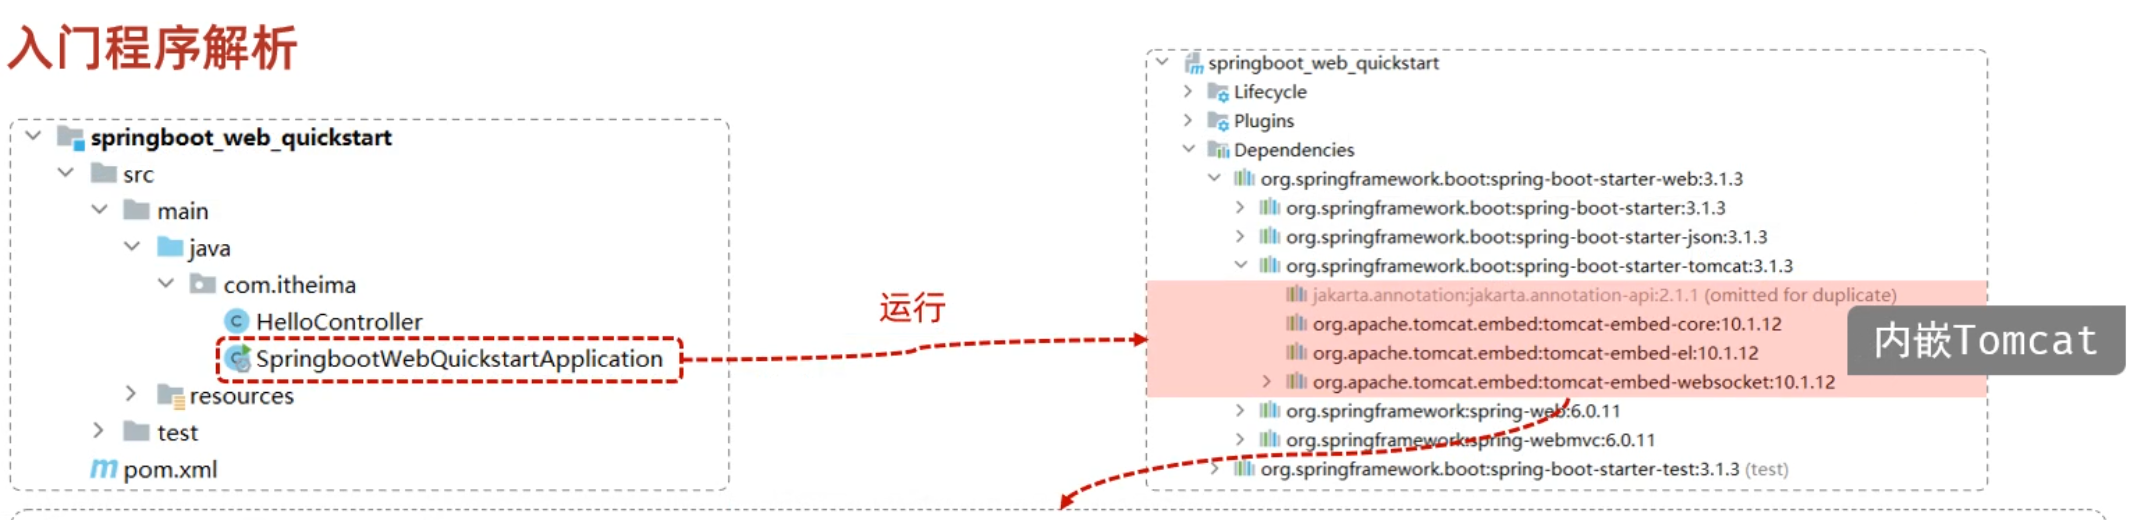 入门程序解析
springboot_web_quickstart
src
main
java
com.itheima
HelloController
SpringbootWebQuickstartApplication
resources
test
pom.xml
运行
springboot_web_quickstart
Lifecycle
Plugins
Dependencies
org.springframework.boot:spring-boot-starter-web:3.1.3
org.springframework.boot:spring-boot-starter:3.1.3
org.springframework.boot:spring-boot-starter-json:3.1.3
org.springframework.boot:spring-boot-starter-tomcat:3.1.3
jakarta.annotation:jakarta.annotation-api:2.1.1 (omitted for duplicate)
org.apache.tomcat.embed:tomcat-embed-core:10.1.12
org.apache.tomcat.embed:tomcat-embed-el:10.1.12
org.apache.tomcat.embed:tomcat-embed-websocket:10.1.12
org.springframework:spring-web:6.0.11
org.springframework:spring-webmvc:6.0.11
org.springframework.boot:spring-boot-starter-test:3.1.3 (test)
内嵌Tomcat